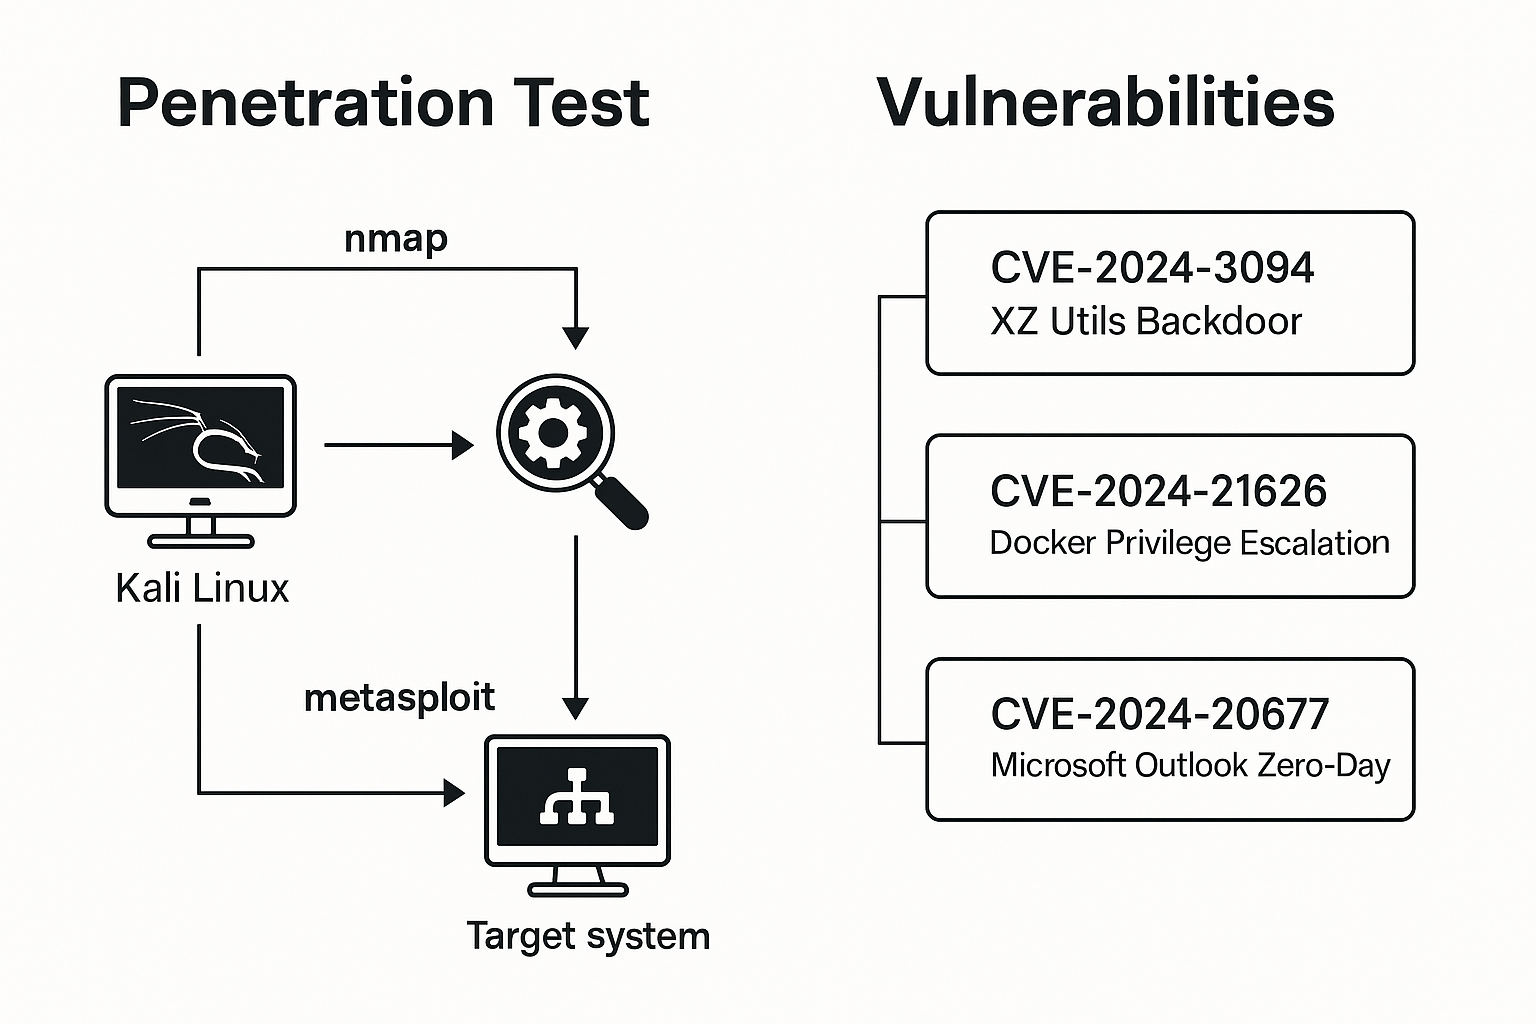 Penetration Test
nmap
Kali Linux
metasploit
Target system
Vulnerabilities
CVE-2024-3094
XZ Utils Backdoor
CVE-2024-21626
Docker Privilege Escalation
CVE-2024-20677
Microsoft Outlook Zero-Day